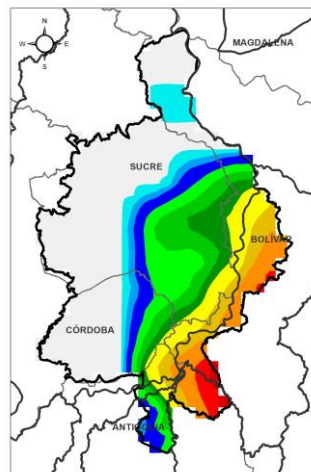 N
W E
S
MAGDALENA
SUCRE
BOLÍVAR
CÓRDOBA
ANTIOQUIA